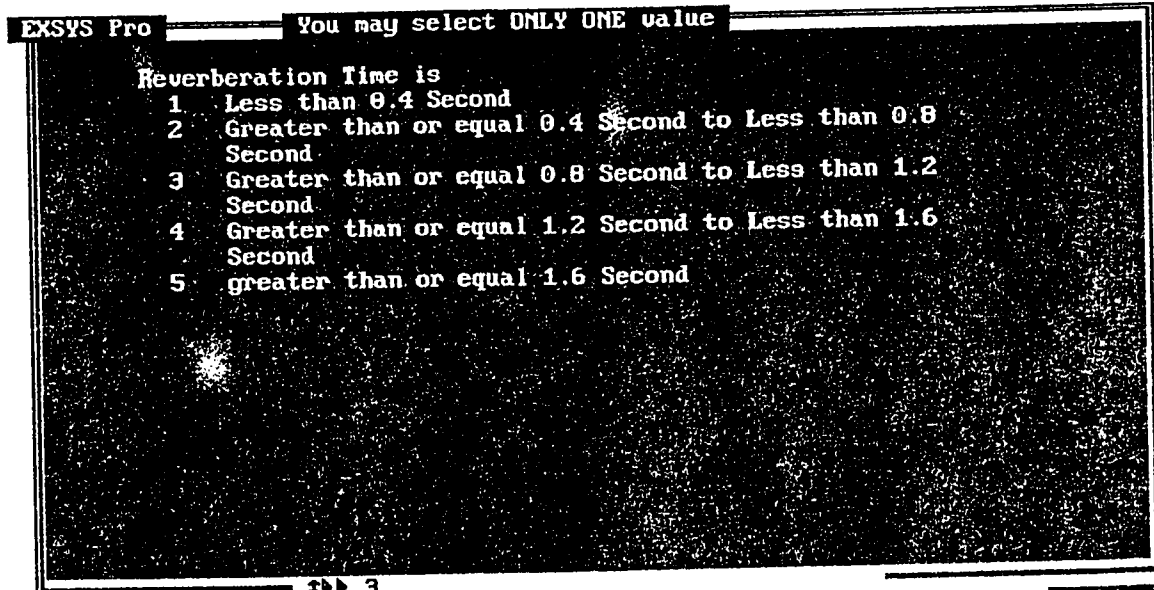 EXSYS Pro You may select ONLY ONE value
Reverberation Time is
1 Less than 0.4 Second
2 Greater than or equal 0.4 Second to Less than 0.8
Second
3 Greater than or equal 0.8 Second to Less than 1.2
Second
4 Greater than or equal 1.2 Second to Less than 1.6
Second
5 greater than or equal 1.6 Second
3